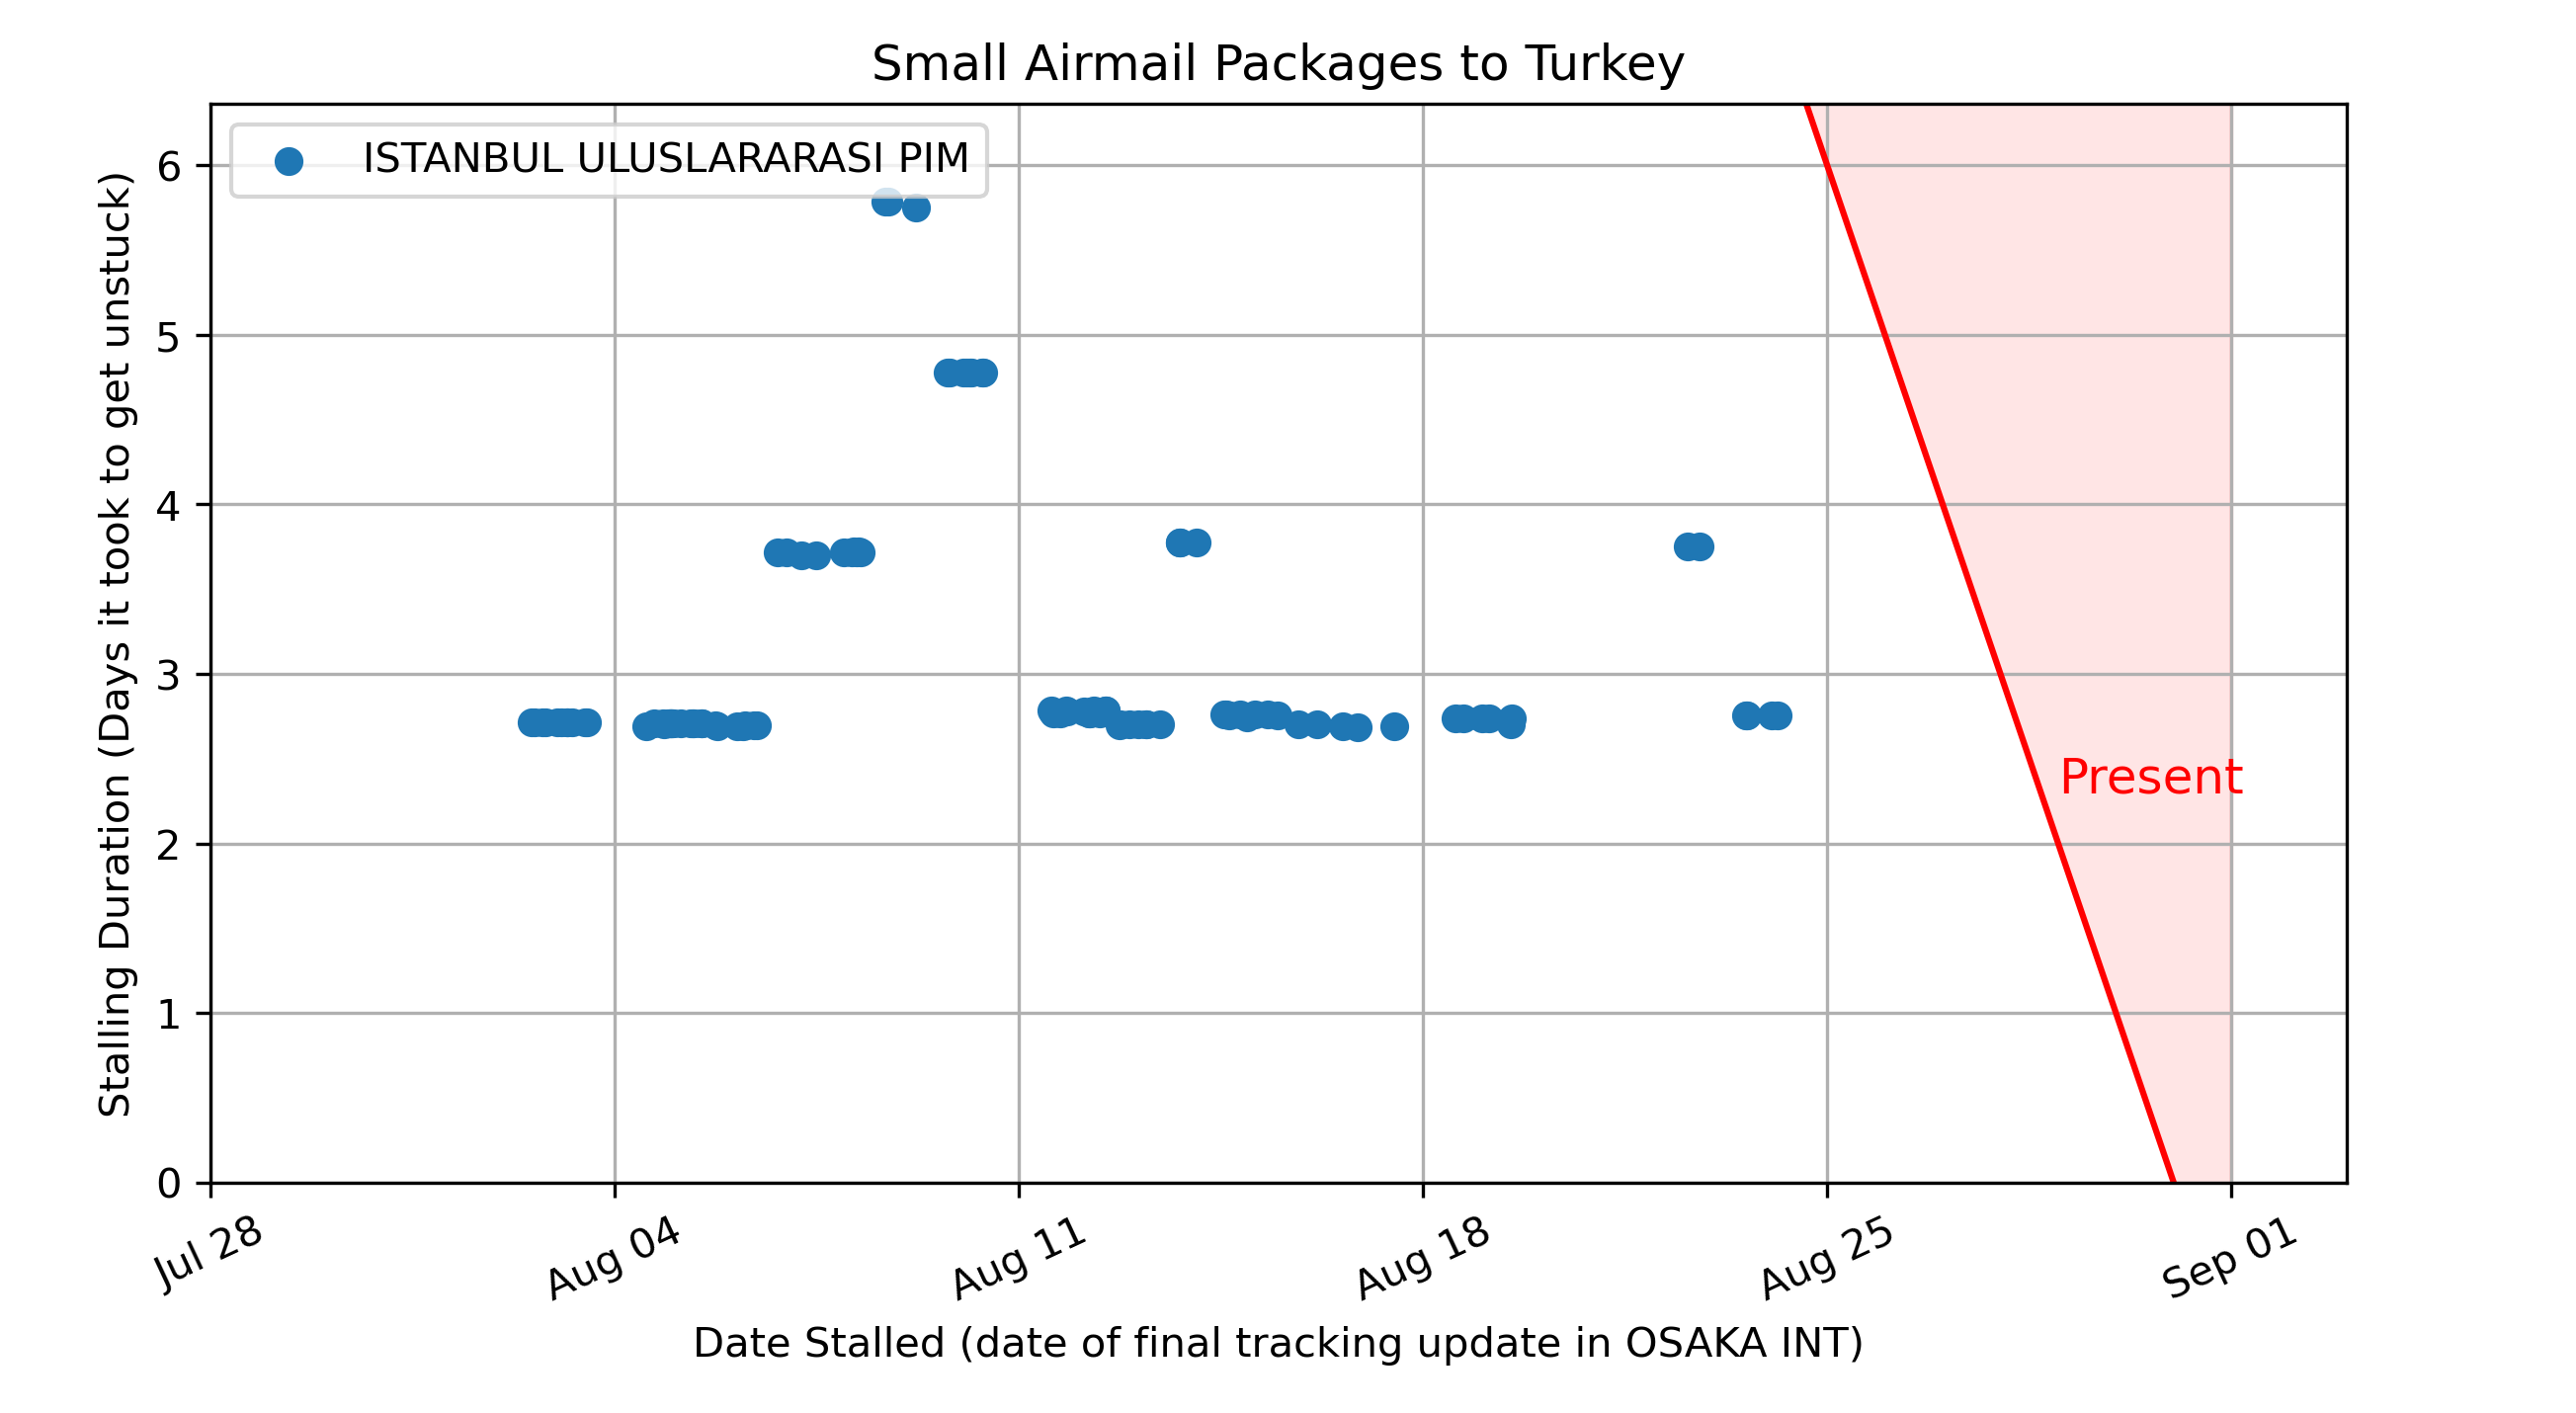 Small Airmail Packages to Turkey
ISTANBUL ULUSLARARASI PIM
Stalling Duration (Days it took to get unstuck)
6
5
4
3
2
1
0
Present
Jul 28
Aug 04
Aug 11
Aug 18
Aug 25
Sep 01
Date Stalled (date of final tracking update in OSAKA INT)